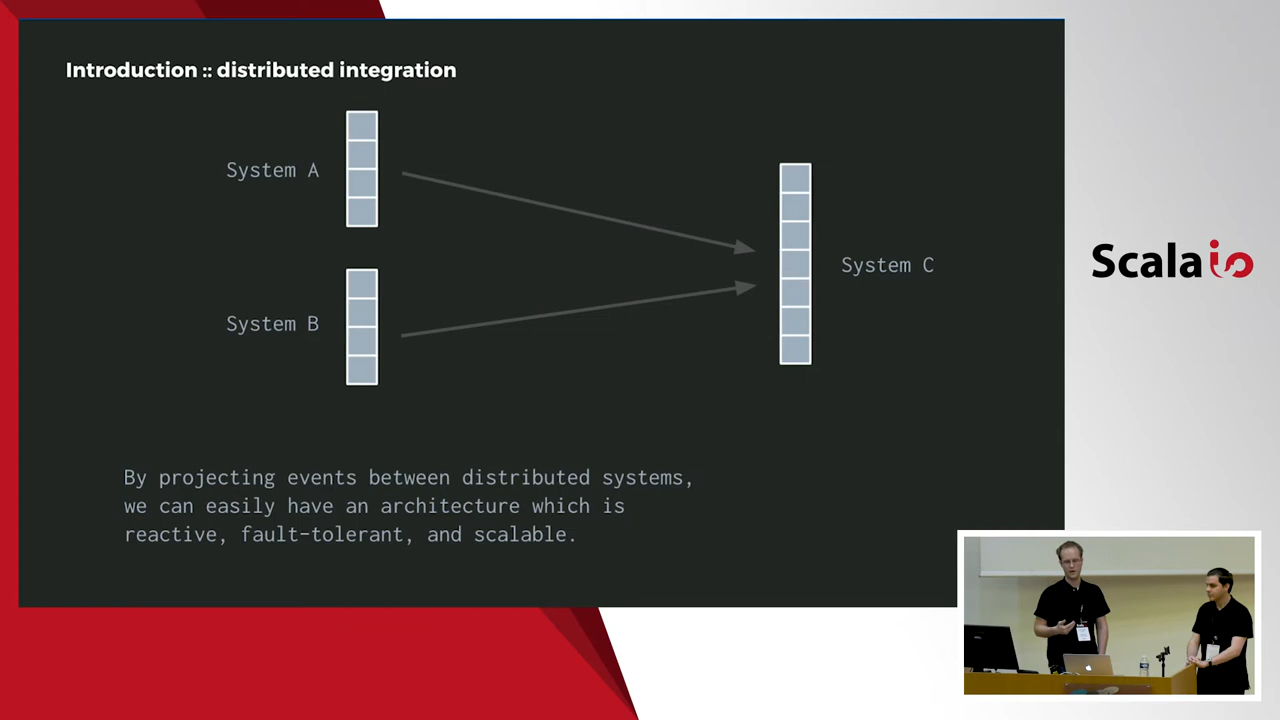 Introduction :: distributed integration
System A
System B
System C
By projecting events between distributed systems,
we can easily have an architecture which is
reactive, fault-tolerant, and scalable.
Scala io